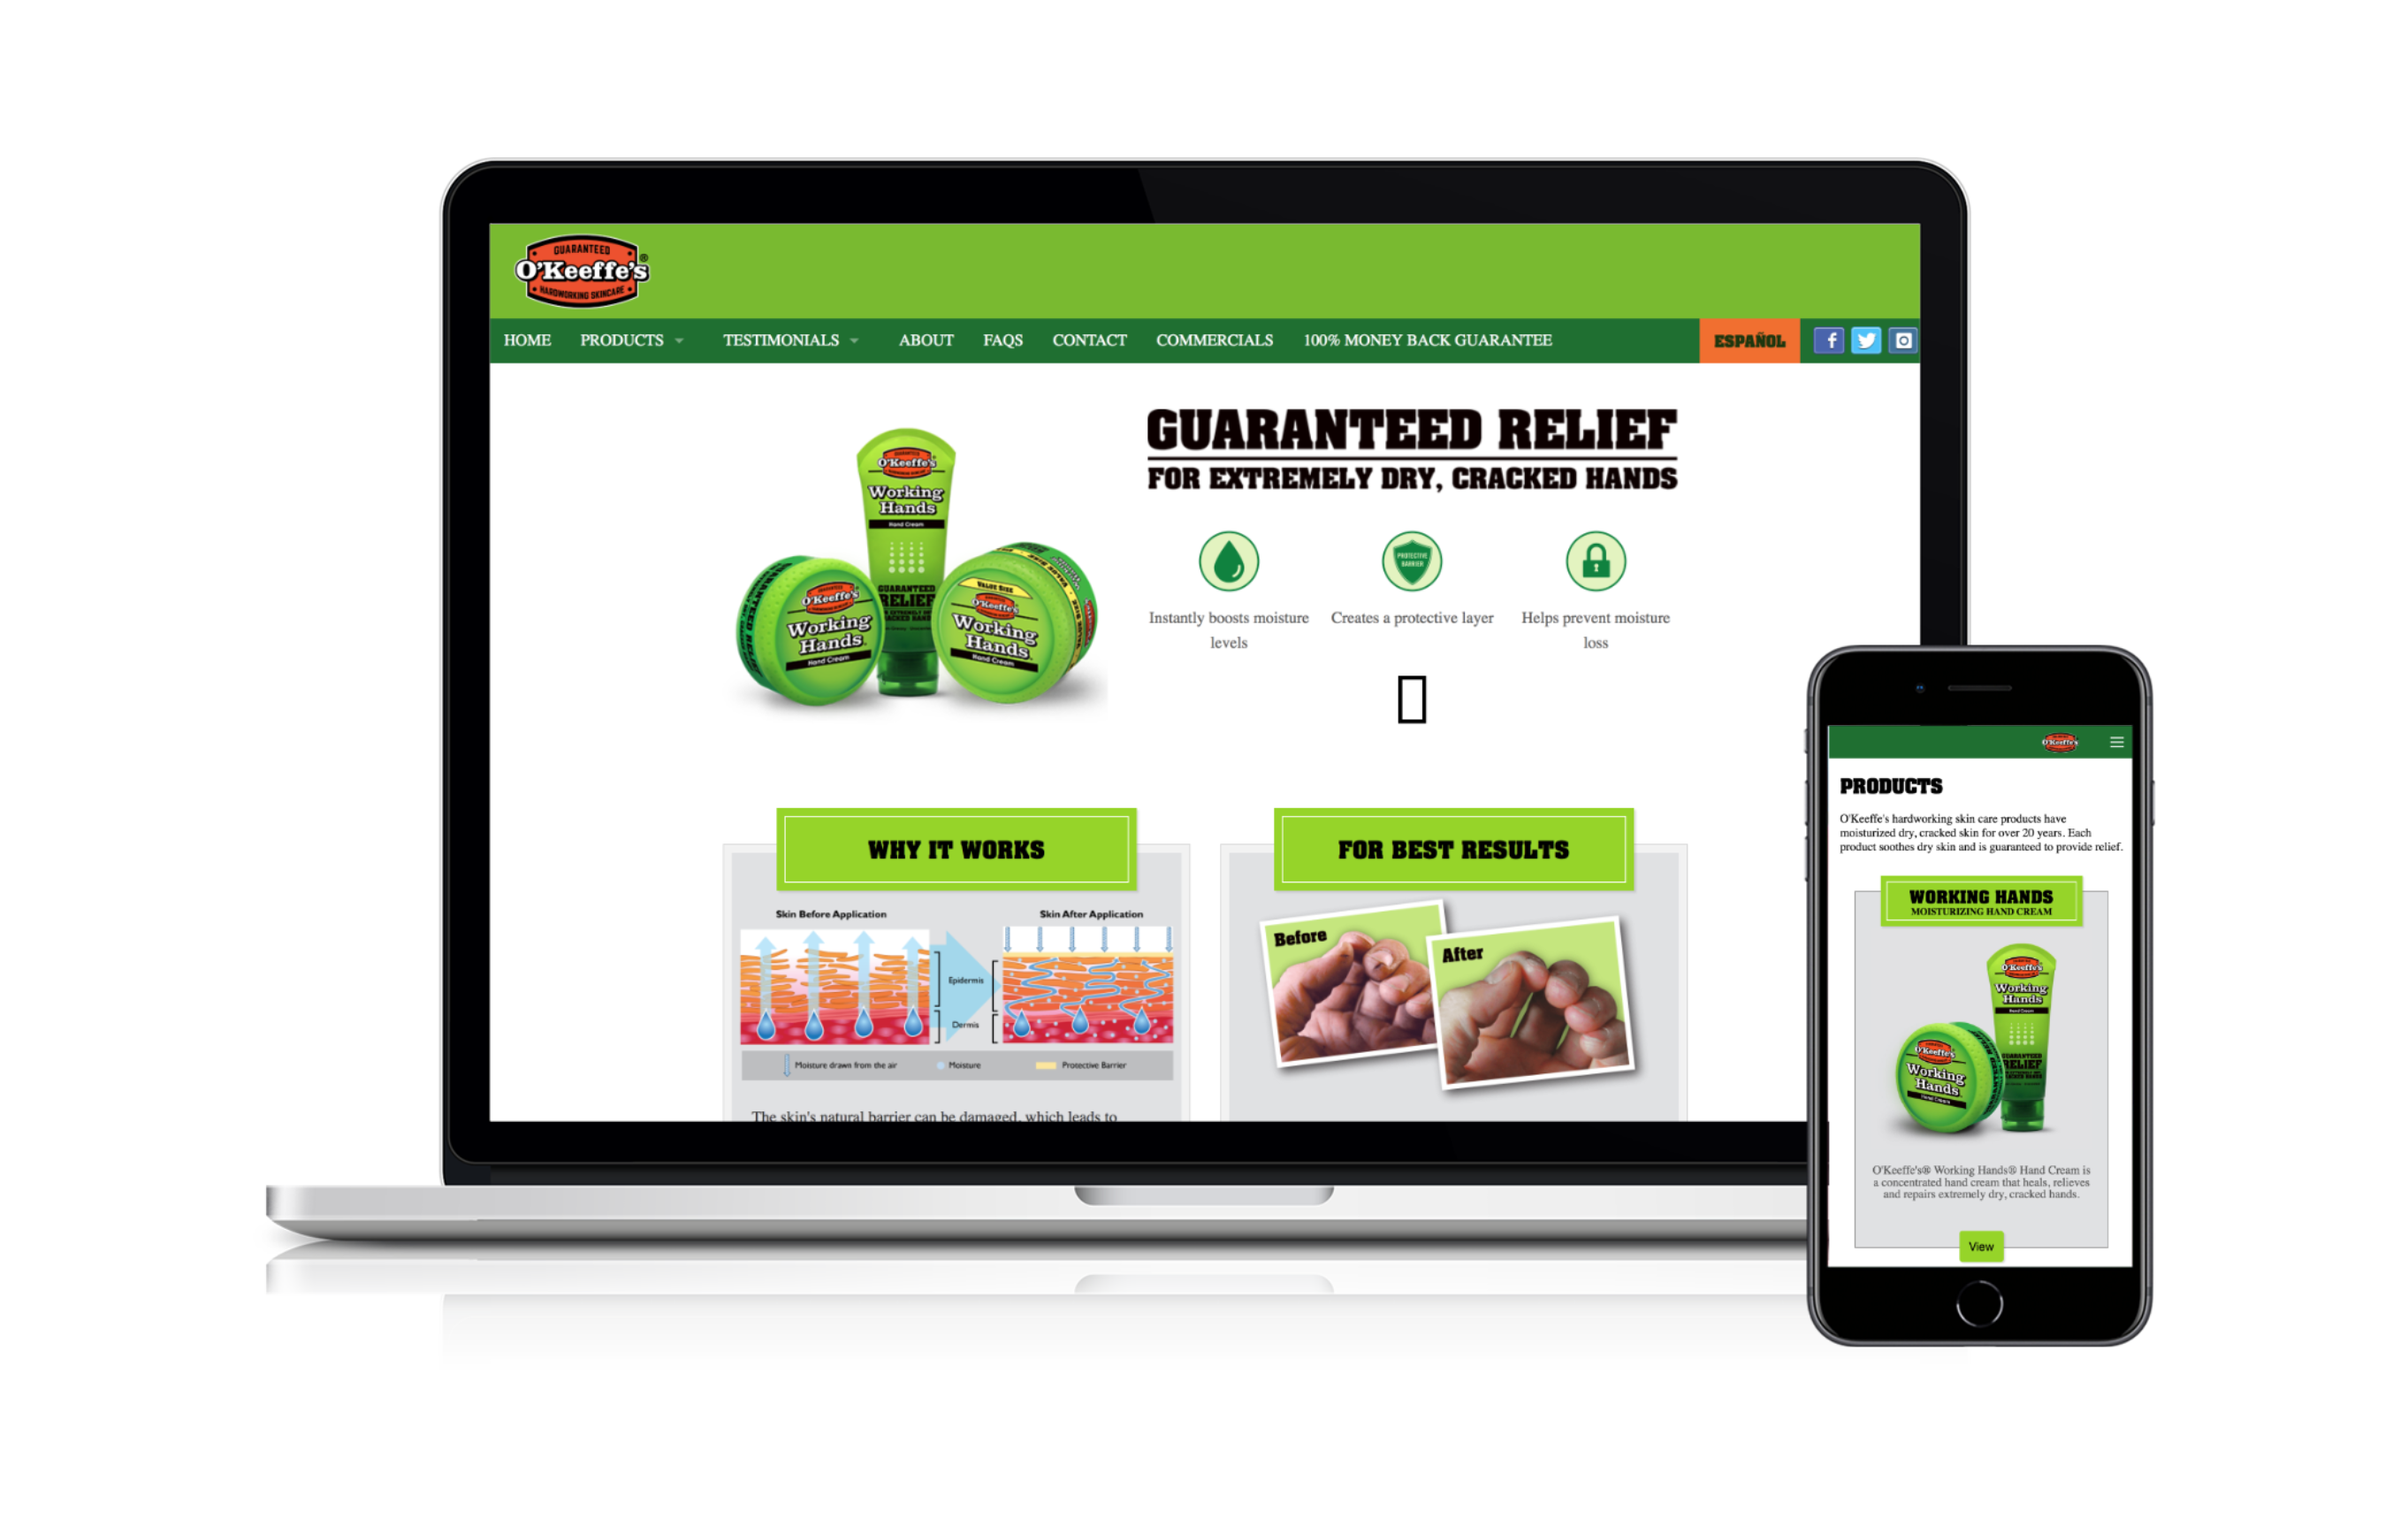 GUARANTEED
O'Keeffe's®
HARDWORKING SKINCARE
HOME PRODUCTS TESTIMONIALS ABOUT FAQS CONTACT COMMERCIALS 100% MONEY BACK GUARANTEE ESPAÑOL
GUARANTEED RELIEF
FOR EXTREMELY DRY, CRACKED HANDS
O'Keeffe's
Working
Hands
Hand Cream
GUARANTEED
RELIEF
O'Keeffe's
Working
Hands
Hand Cream
VALUE SIZE
O'Keeffe's
Working
Hands
Hand Cream
PROTECTIVE
BARRIER
Instantly boosts moisture
levels
Creates a protective layer
Helps prevent moisture
loss
WHY IT WORKS
Skin Before Application
Skin After Application
Epidermis
Dermis
Moisture drawn from the air
Moisture
Protective Barrier
The skin's natural barrier can be damaged, which leads to
FOR BEST RESULTS
Before
After
O'Keeffe's
PRODUCTS
O'Keeffe's hardworking skin care products have
moisturized dry, cracked skin for over 20 years. Each
product soothes dry skin and is guaranteed to provide relief.
WORKING HANDS
MOISTURIZING HAND CREAM
O'Keeffe's
Working
Hands
Hand Cream
GUARANTEED
RELIEF
O'Keeffe's
Working
Hands
Hand Cream
O'Keeffe's® Working Hands® Hand Cream is
a concentrated hand cream that heals, relieves
and repairs extremely dry, cracked hands.
View